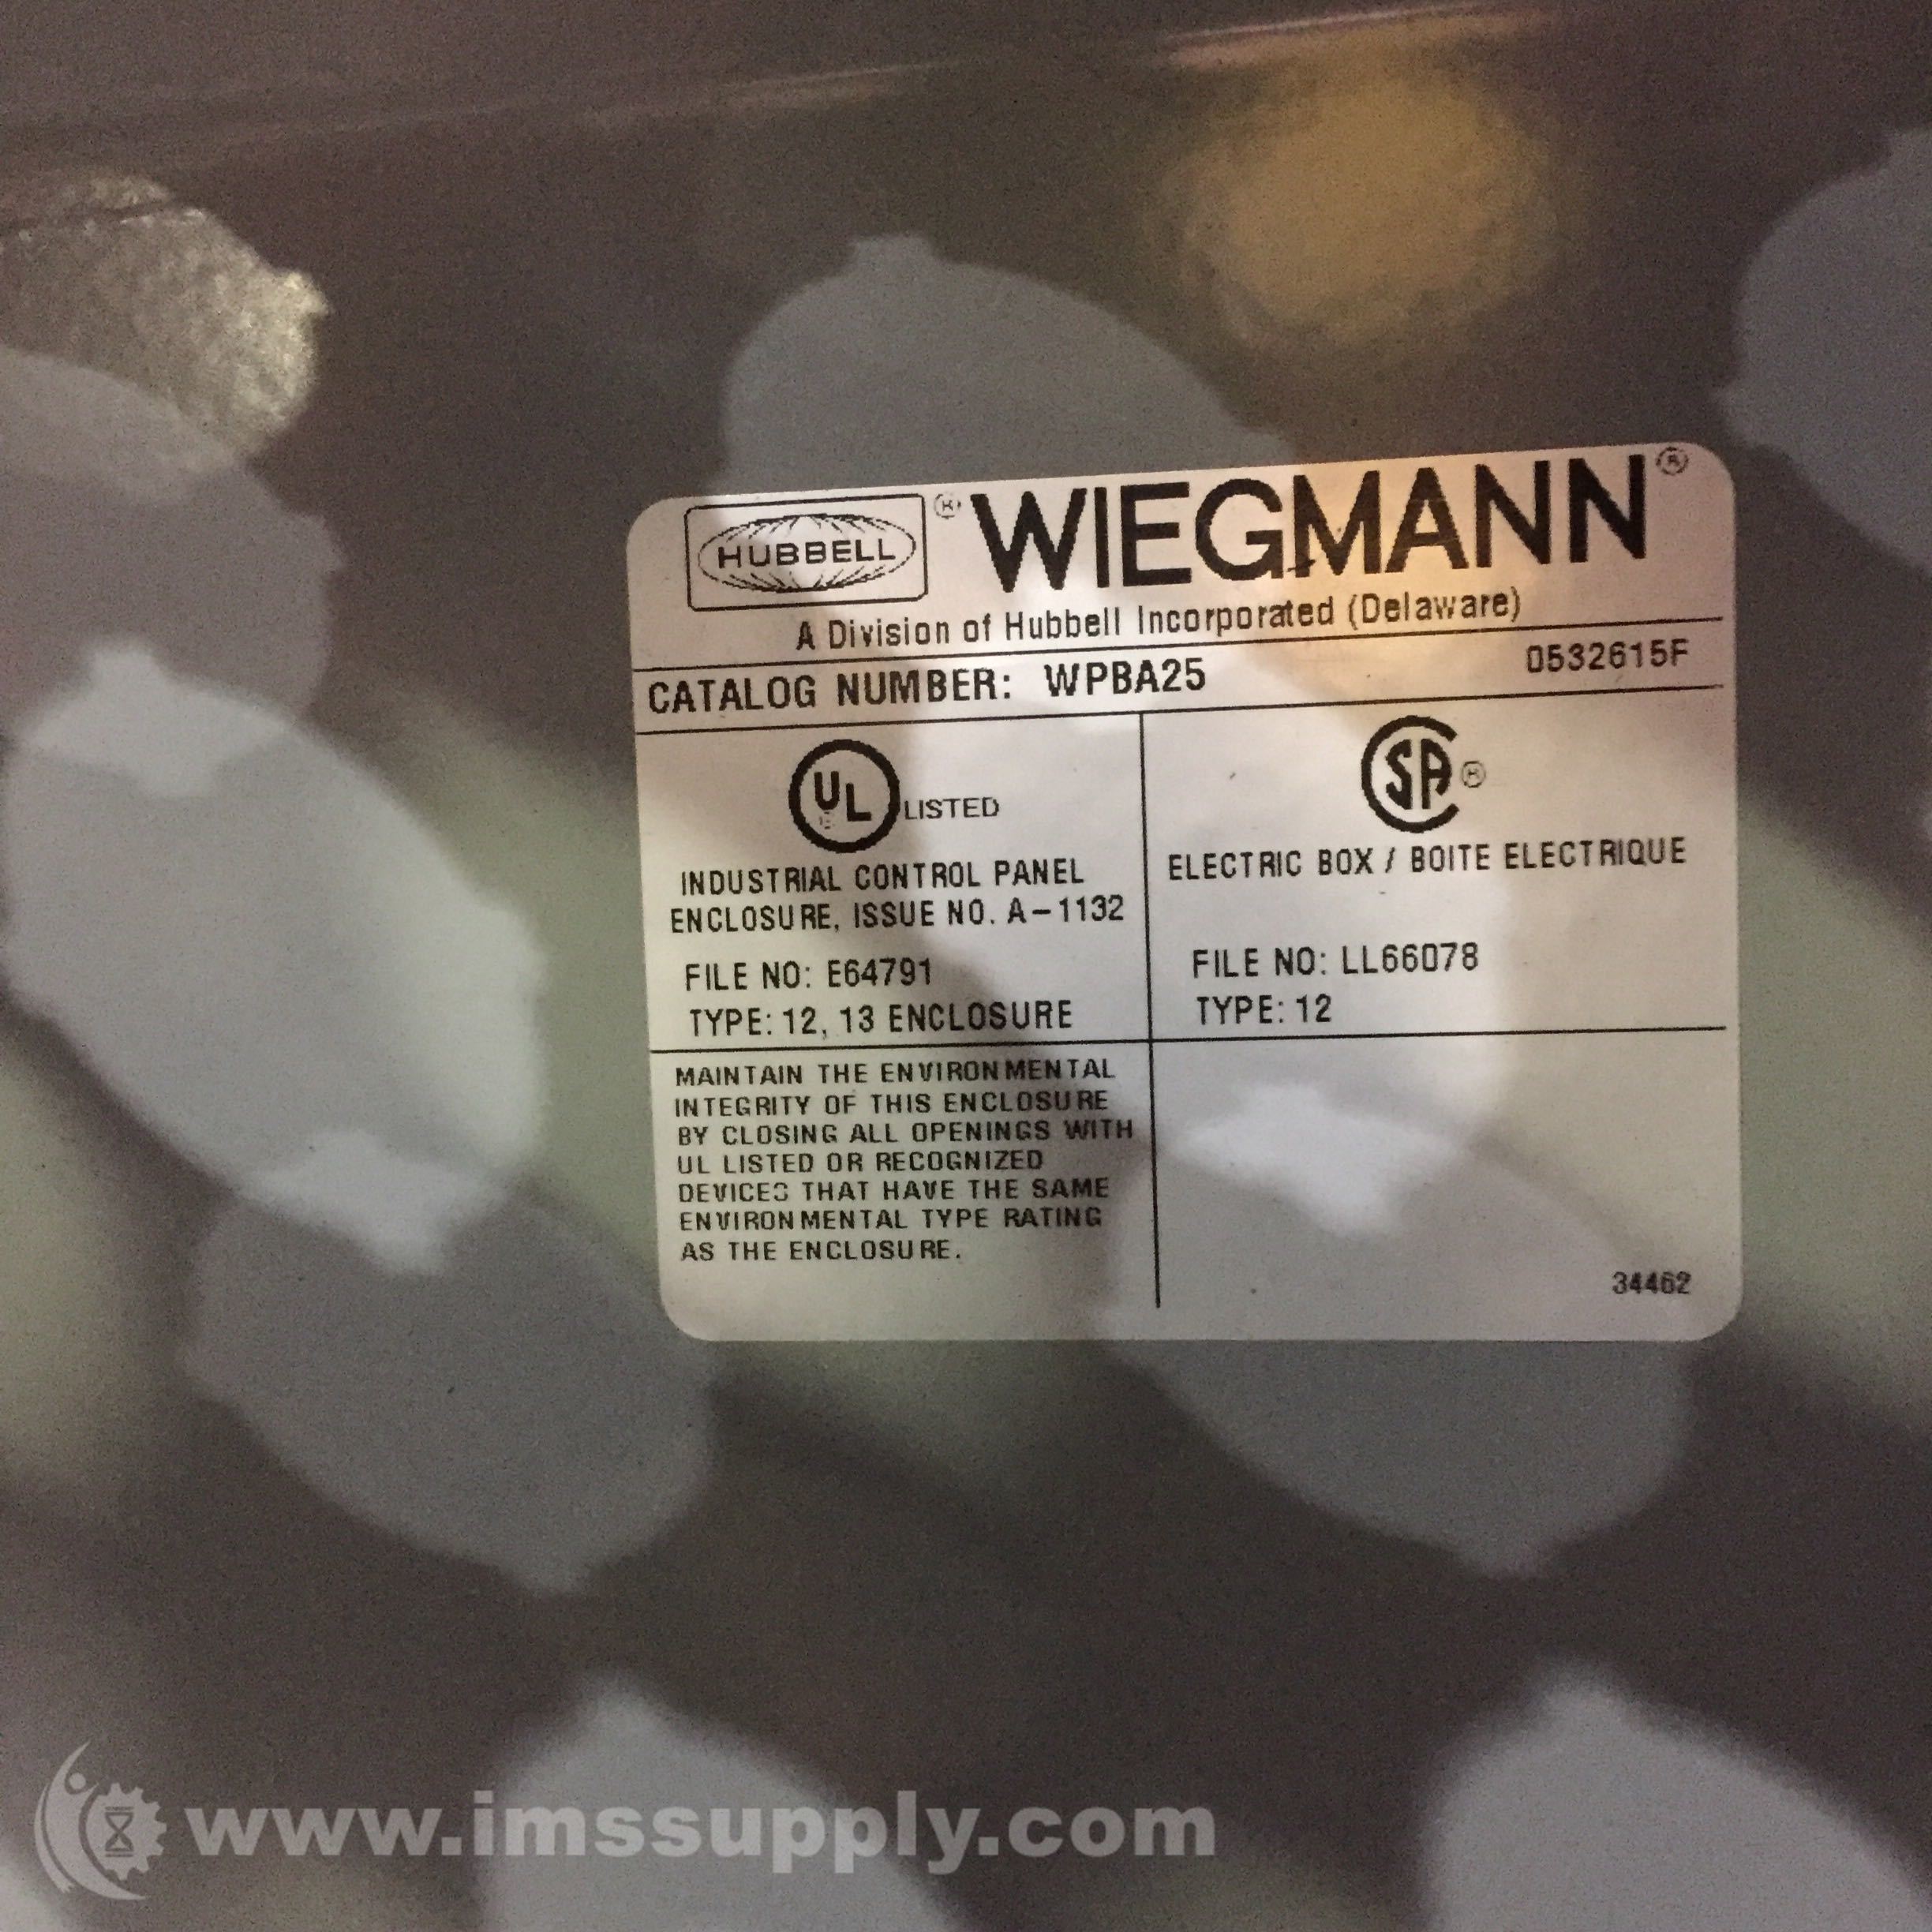 HUBBELL ® WIEGMANN ®
A Division of Hubbell Incorporated (Delaware)
CATALOG NUMBER: WPBA25 0532615F
UL LISTED
INDUSTRIAL CONTROL PANEL
ENCLOSURE, ISSUE NO. A-1132
FILE NO: E64791
TYPE: 12, 13 ENCLOSURE
SA ®
ELECTRIC BOX / BOITE ELECTRIQUE
FILE NO: LL66078
TYPE: 12
MAINTAIN THE ENVIRONMENTAL
INTEGRITY OF THIS ENCLOSURE
BY CLOSING ALL OPENINGS WITH
UL LISTED OR RECOGNIZED
DEVICES THAT HAVE THE SAME
ENVIRONMENTAL TYPE RATING
AS THE ENCLOSURE.
34462
www.imssupply.com